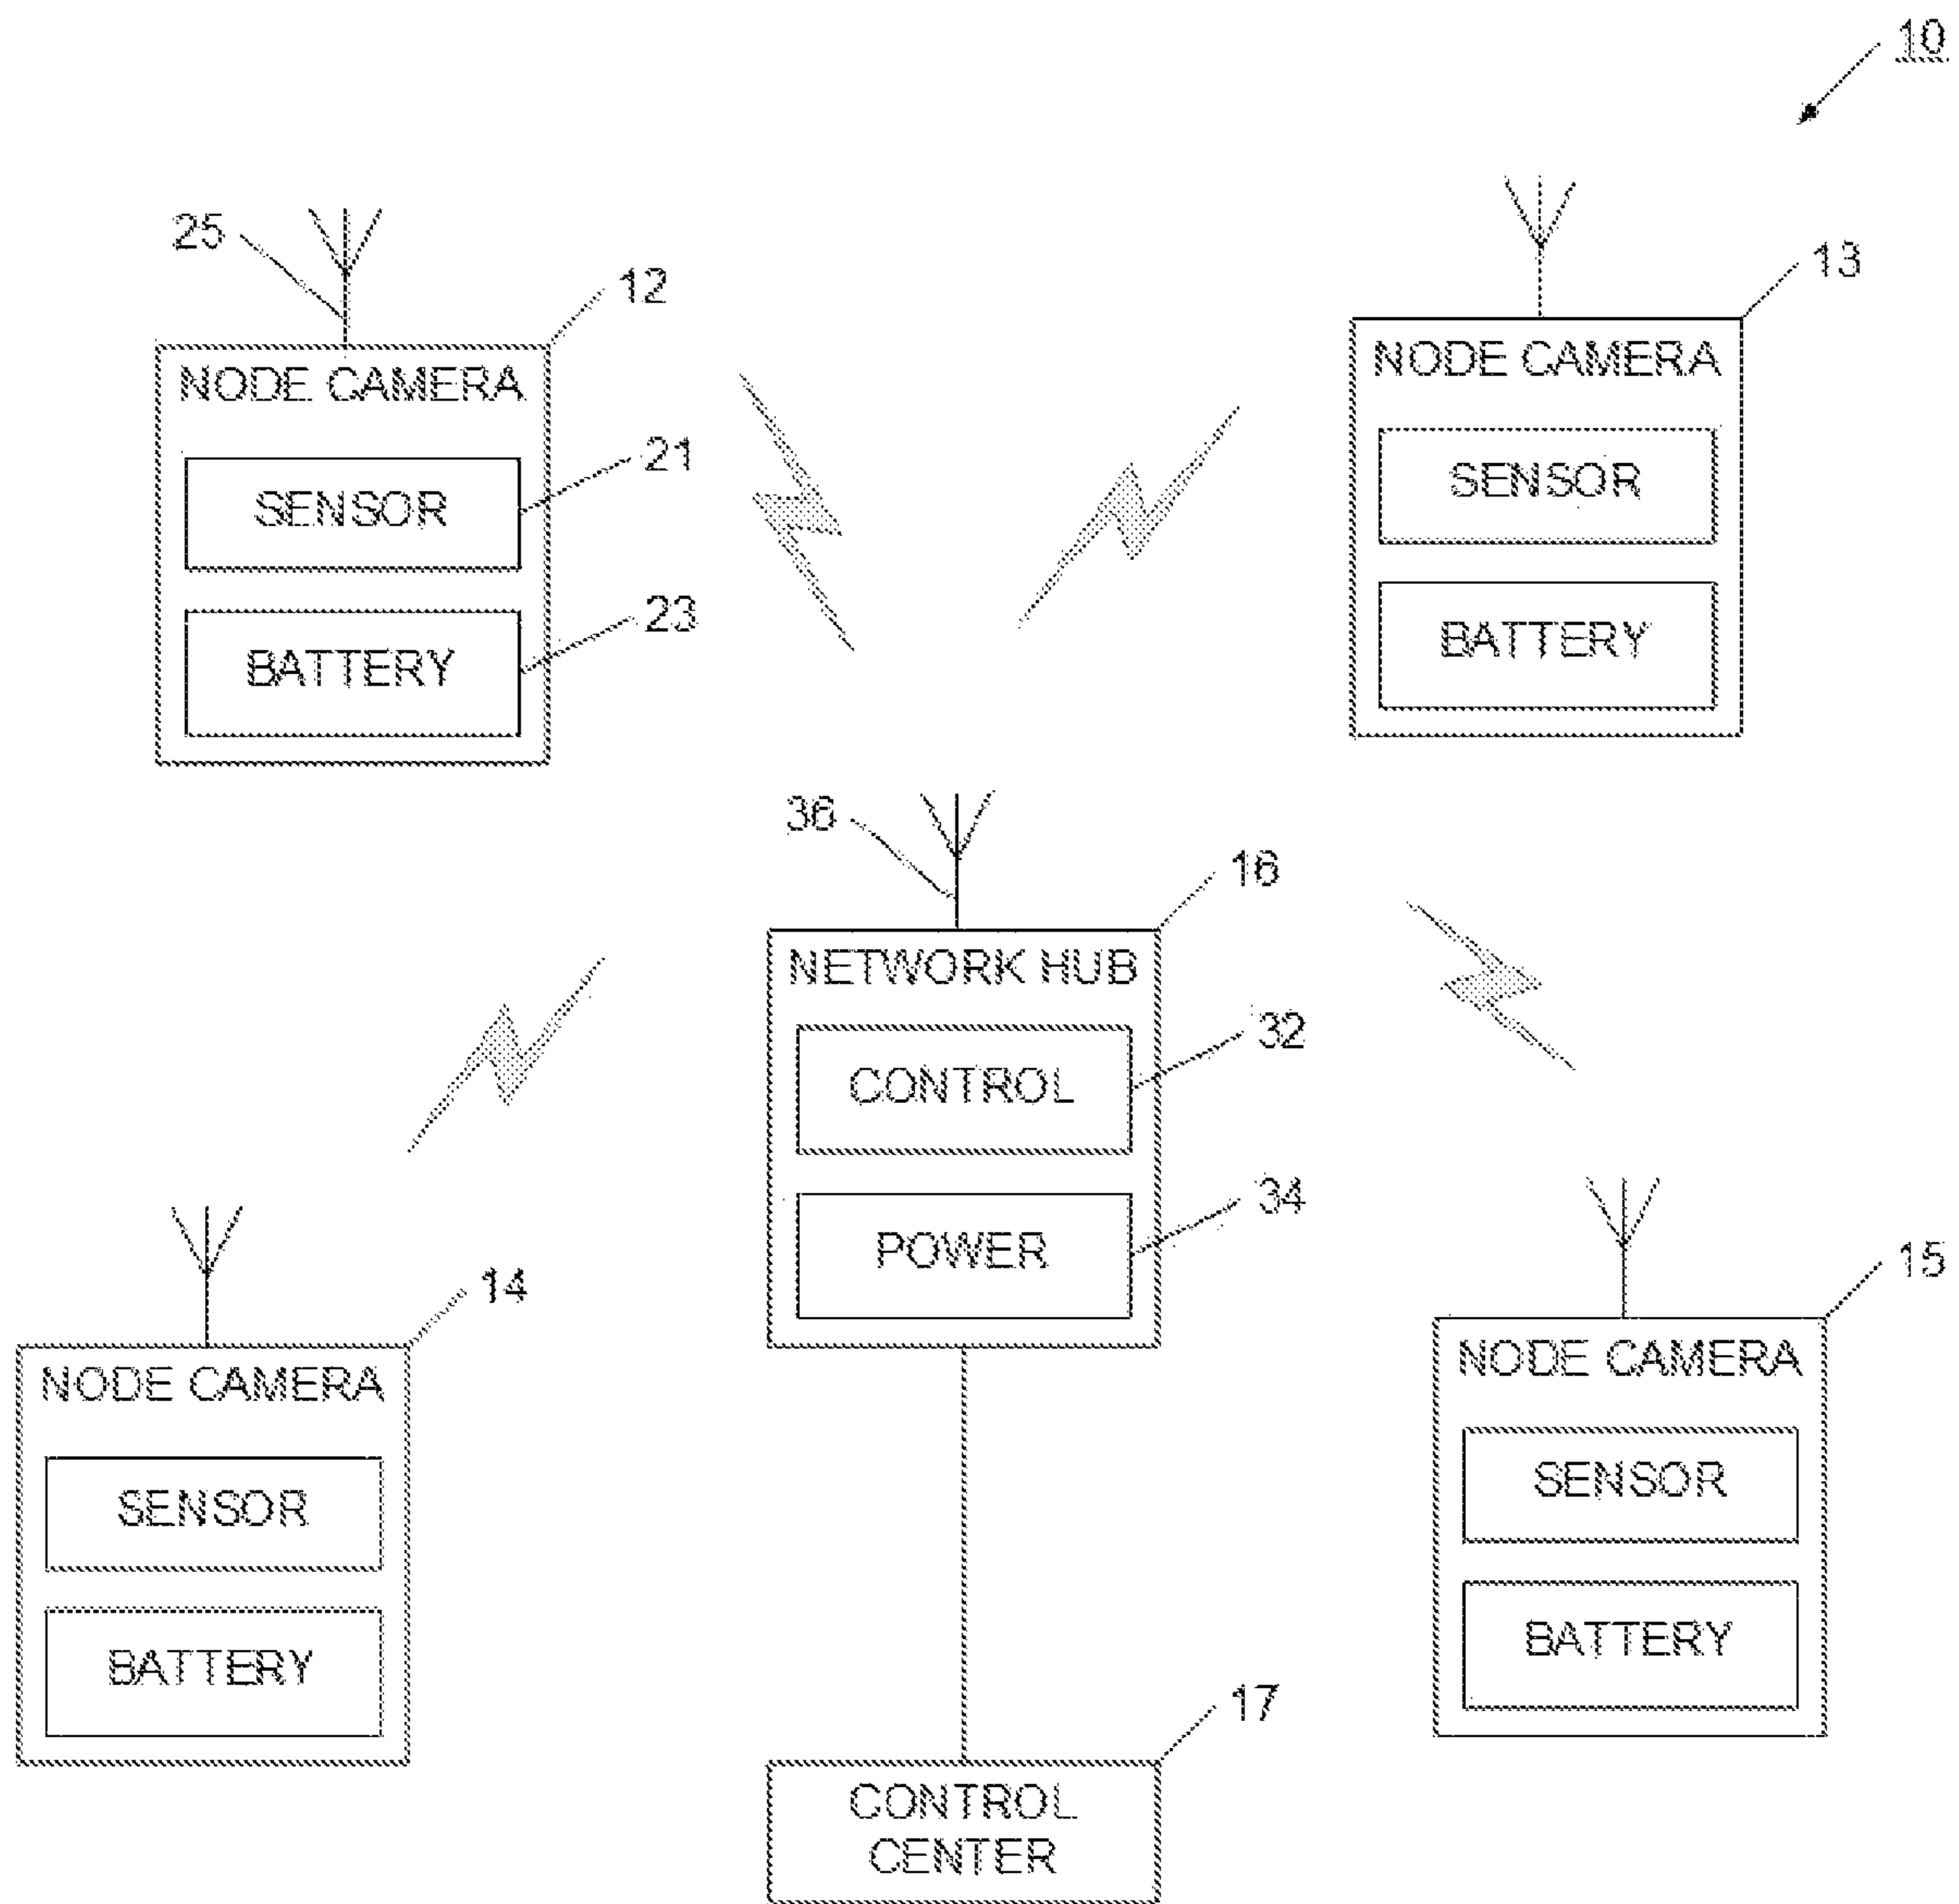 10
25
12
NODE CAMERA
21
SENSOR
23
BATTERY
13
NODE CAMERA
SENSOR
BATTERY
36
16
NETWORK HUB
32
CONTROL
34
POWER
14
NODE CAMERA
SENSOR
BATTERY
15
NODE CAMERA
SENSOR
BATTERY
17
CONTROL
CENTER